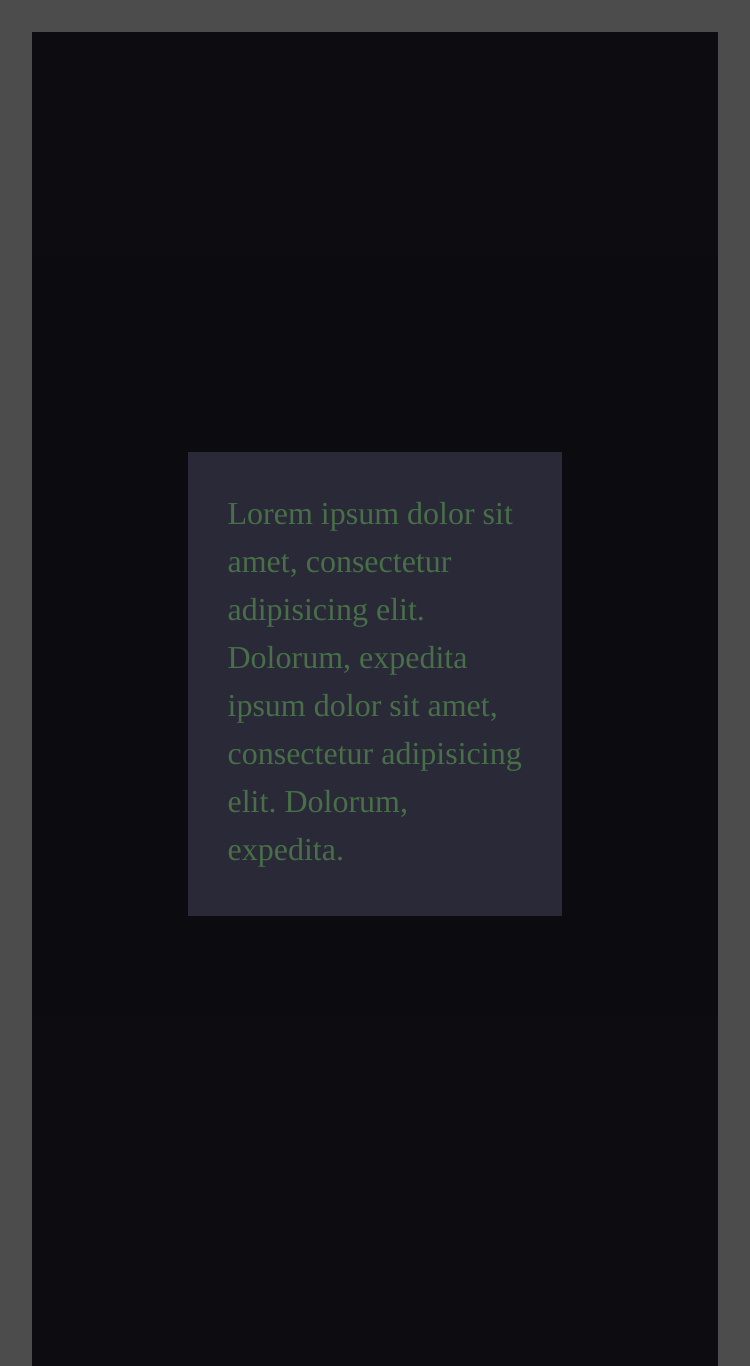 Lorem ipsum dolor sit
amet, consectetur
adipisicing elit.
Dolorum, expedita
ipsum dolor sit amet,
consectetur adipisicing
elit. Dolorum,
expedita.